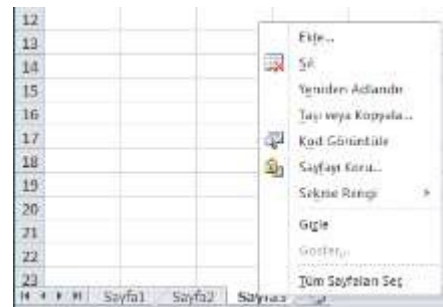 12
13
14
15
16
17
18
19
20
21
22
23
Ekle...
Sil
Yeniden Adlandır
Taşı veya Kopyala...
Kod Görüntüle
Sayfayı Koru...
Sekme Rengi
Gizle
Göster...
Tüm Sayfaları Seç
Sayfa1 Sayfa2 Sayfa3